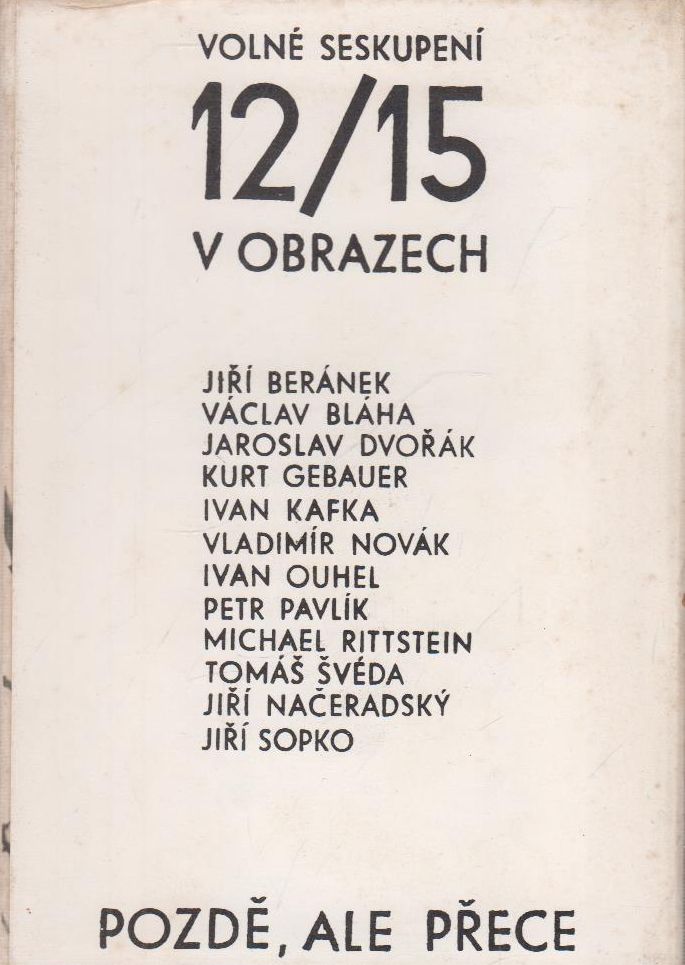 VOLNÉ SESKUPENÍ
12/15
V OBRAZECH
JIŘÍ BERÁNEK
VÁCLAV BLÁHA
JAROSLAV DVOŘÁK
KURT GEBAUER
IVAN KAFKA
VLADIMÍR NOVÁK
IVAN OUHEL
PETR PAVLÍK
MICHAEL RITTSTEIN
TOMÁŠ ŠVÉDA
JIŘÍ NAČERADSKÝ
JIŘÍ SOPKO
POZDĚ, ALE PŘECE